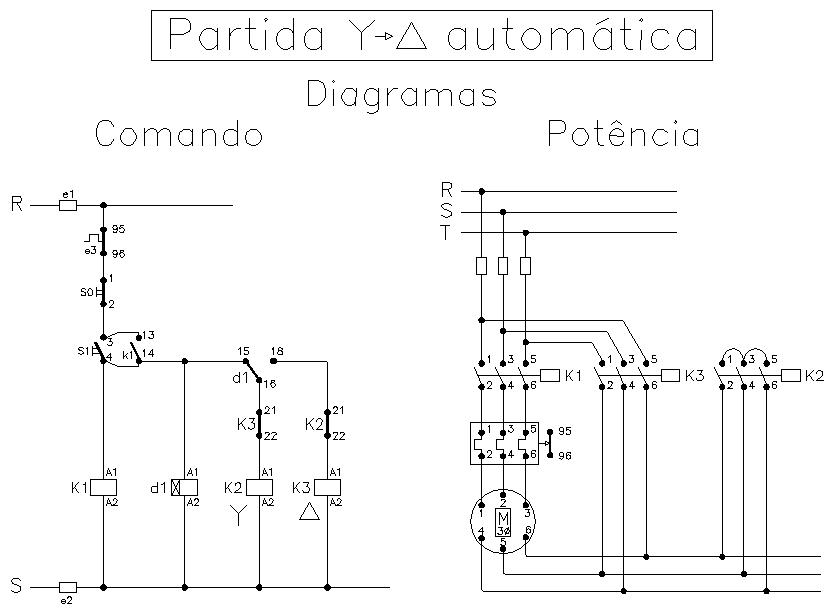 Partida Y→△ automática
Diagramas
Comando
Potência
R
e1
95
e3
96
1
S0
2
3
13
S1
4
k1
14
15
18
d1
16
K3
21
22
K2
21
22
K1
A1
A2
d1
A1
A2
K2
A1
A2
Y
K3
A1
A2
△
S
e2
R
S
T
1
3
5
K1
2
4
6
1
3
5
K3
2
4
6
1
3
5
K2
2
4
6
1
3
5
95
2
4
6
96
2
1
3
M
3ø
4
6
5